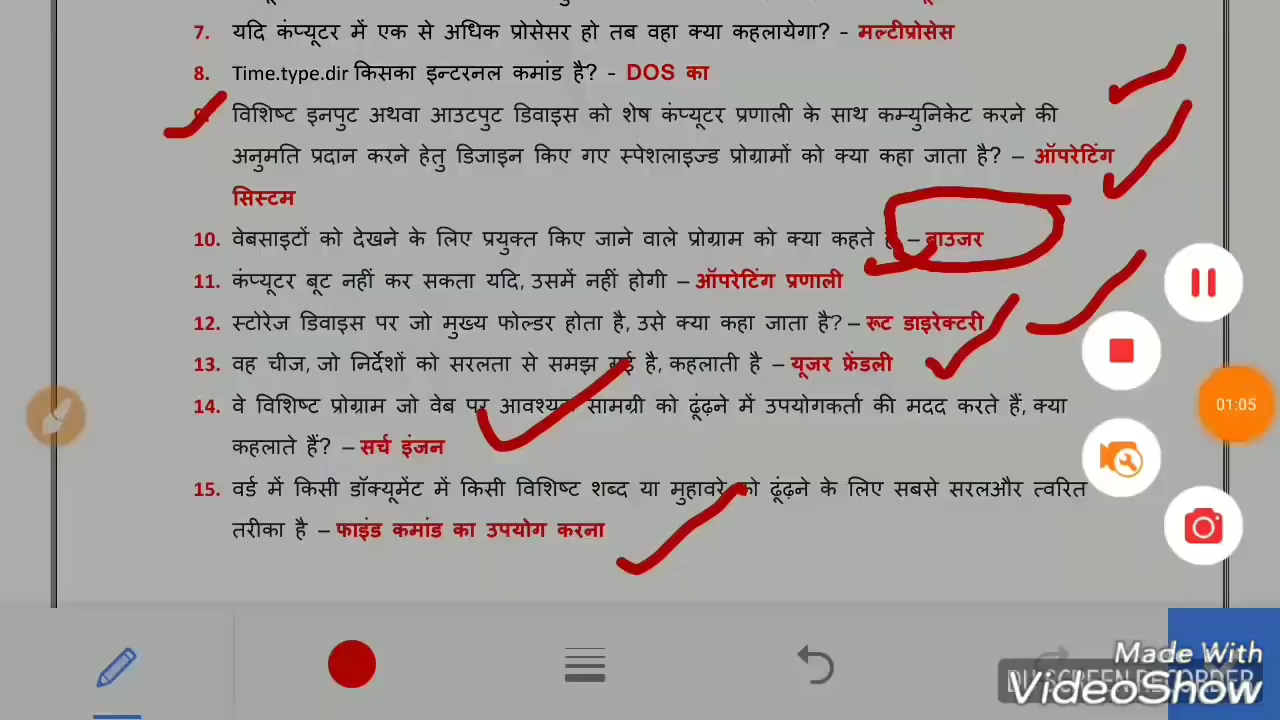 7. यदि कंप्यूटर में एक से अधिक प्रोसेसर हो तब वहा क्या कहलायेगा? - मल्टीप्रोसेस
8. Time.type.dir किसका इन्टरनल कमांड है? - DOS का
9. विशिष्ट इनपुट अथवा आउटपुट डिवाइस को शेष कंप्यूटर प्रणाली के साथ कम्युनिकेट करने की
अनुमति प्रदान करने हेतु डिजाइन किए गए स्पेशलाइज्ड प्रोग्रामों को क्या कहा जाता है? – ऑपरेटिंग
सिस्टम
10. वेबसाइटों को देखने के लिए प्रयुक्त किए जाने वाले प्रोग्राम को क्या कहते – ब्राउजर
11. कंप्यूटर बूट नहीं कर सकता यदि, उसमें नहीं होगी – ऑपरेटिंग प्रणाली
12. स्टोरेज डिवाइस पर जो मुख्य फोल्डर होता है, उसे क्या कहा जाता है? – रूट डाइरेक्टरी
13. वह चीज, जो निर्देशों को सरलता से समझ गई है, कहलाती है – यूजर फ्रेंडली
14. वे विशिष्ट प्रोग्राम जो वेब पर आवश्यक सामग्री को ढूंढ़ने में उपयोगकर्ता की मदद करते हैं, क्या
कहलाते हैं? – सर्च इंजन
15. वर्ड में किसी डॉक्यूमेंट में किसी विशिष्ट शब्द या मुहावरे को ढूंढ़ने के लिए सबसे सरलऔर त्वरित
तरीका है – फाइंड कमांड का उपयोग करना
01:05
Made With
VideoShow